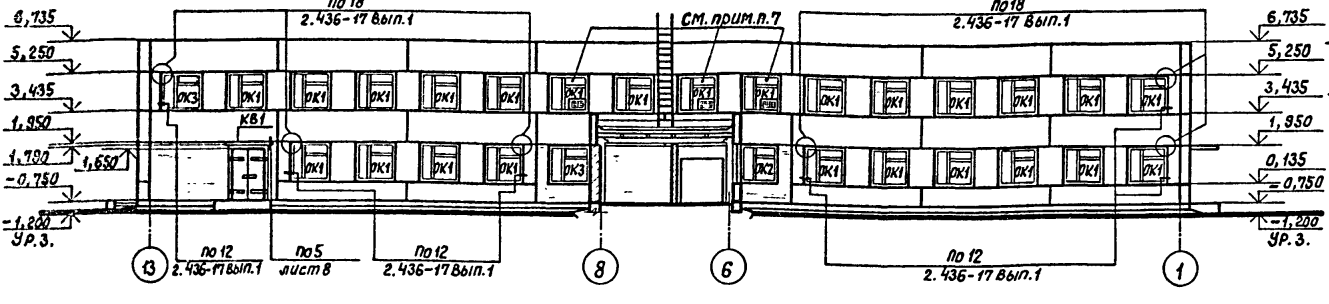 по 18
2.436-17 вып.1
см. прим. п.7
по 18
2.436-17 вып.1
6,735
5,250
3,435
1,950
1,790
1,650
-0,750
-1,200
УР. З.
6,735
5,250
3,435
1,950
0,135
-0,750
-1,200
УР. З.
ОК3 ОК1 ОК1 ОК1 ОК1 ОК1 ОК1 ОК1 ОК1 ОК1 ОК1 ОК1 ОК1 ОК1 ОК1 ОК1
КВ1
ОК1 ОК1 ОК1 ОК1 ОК3 ОК2 ОК1 ОК1 ОК1 ОК1 ОК1 ОК1
13
по 12
2.436-17 вып.1
по 5
лист 8
по 12
2.436-17 вып.1
8
6
по 12
2.436-17 вып.1
1